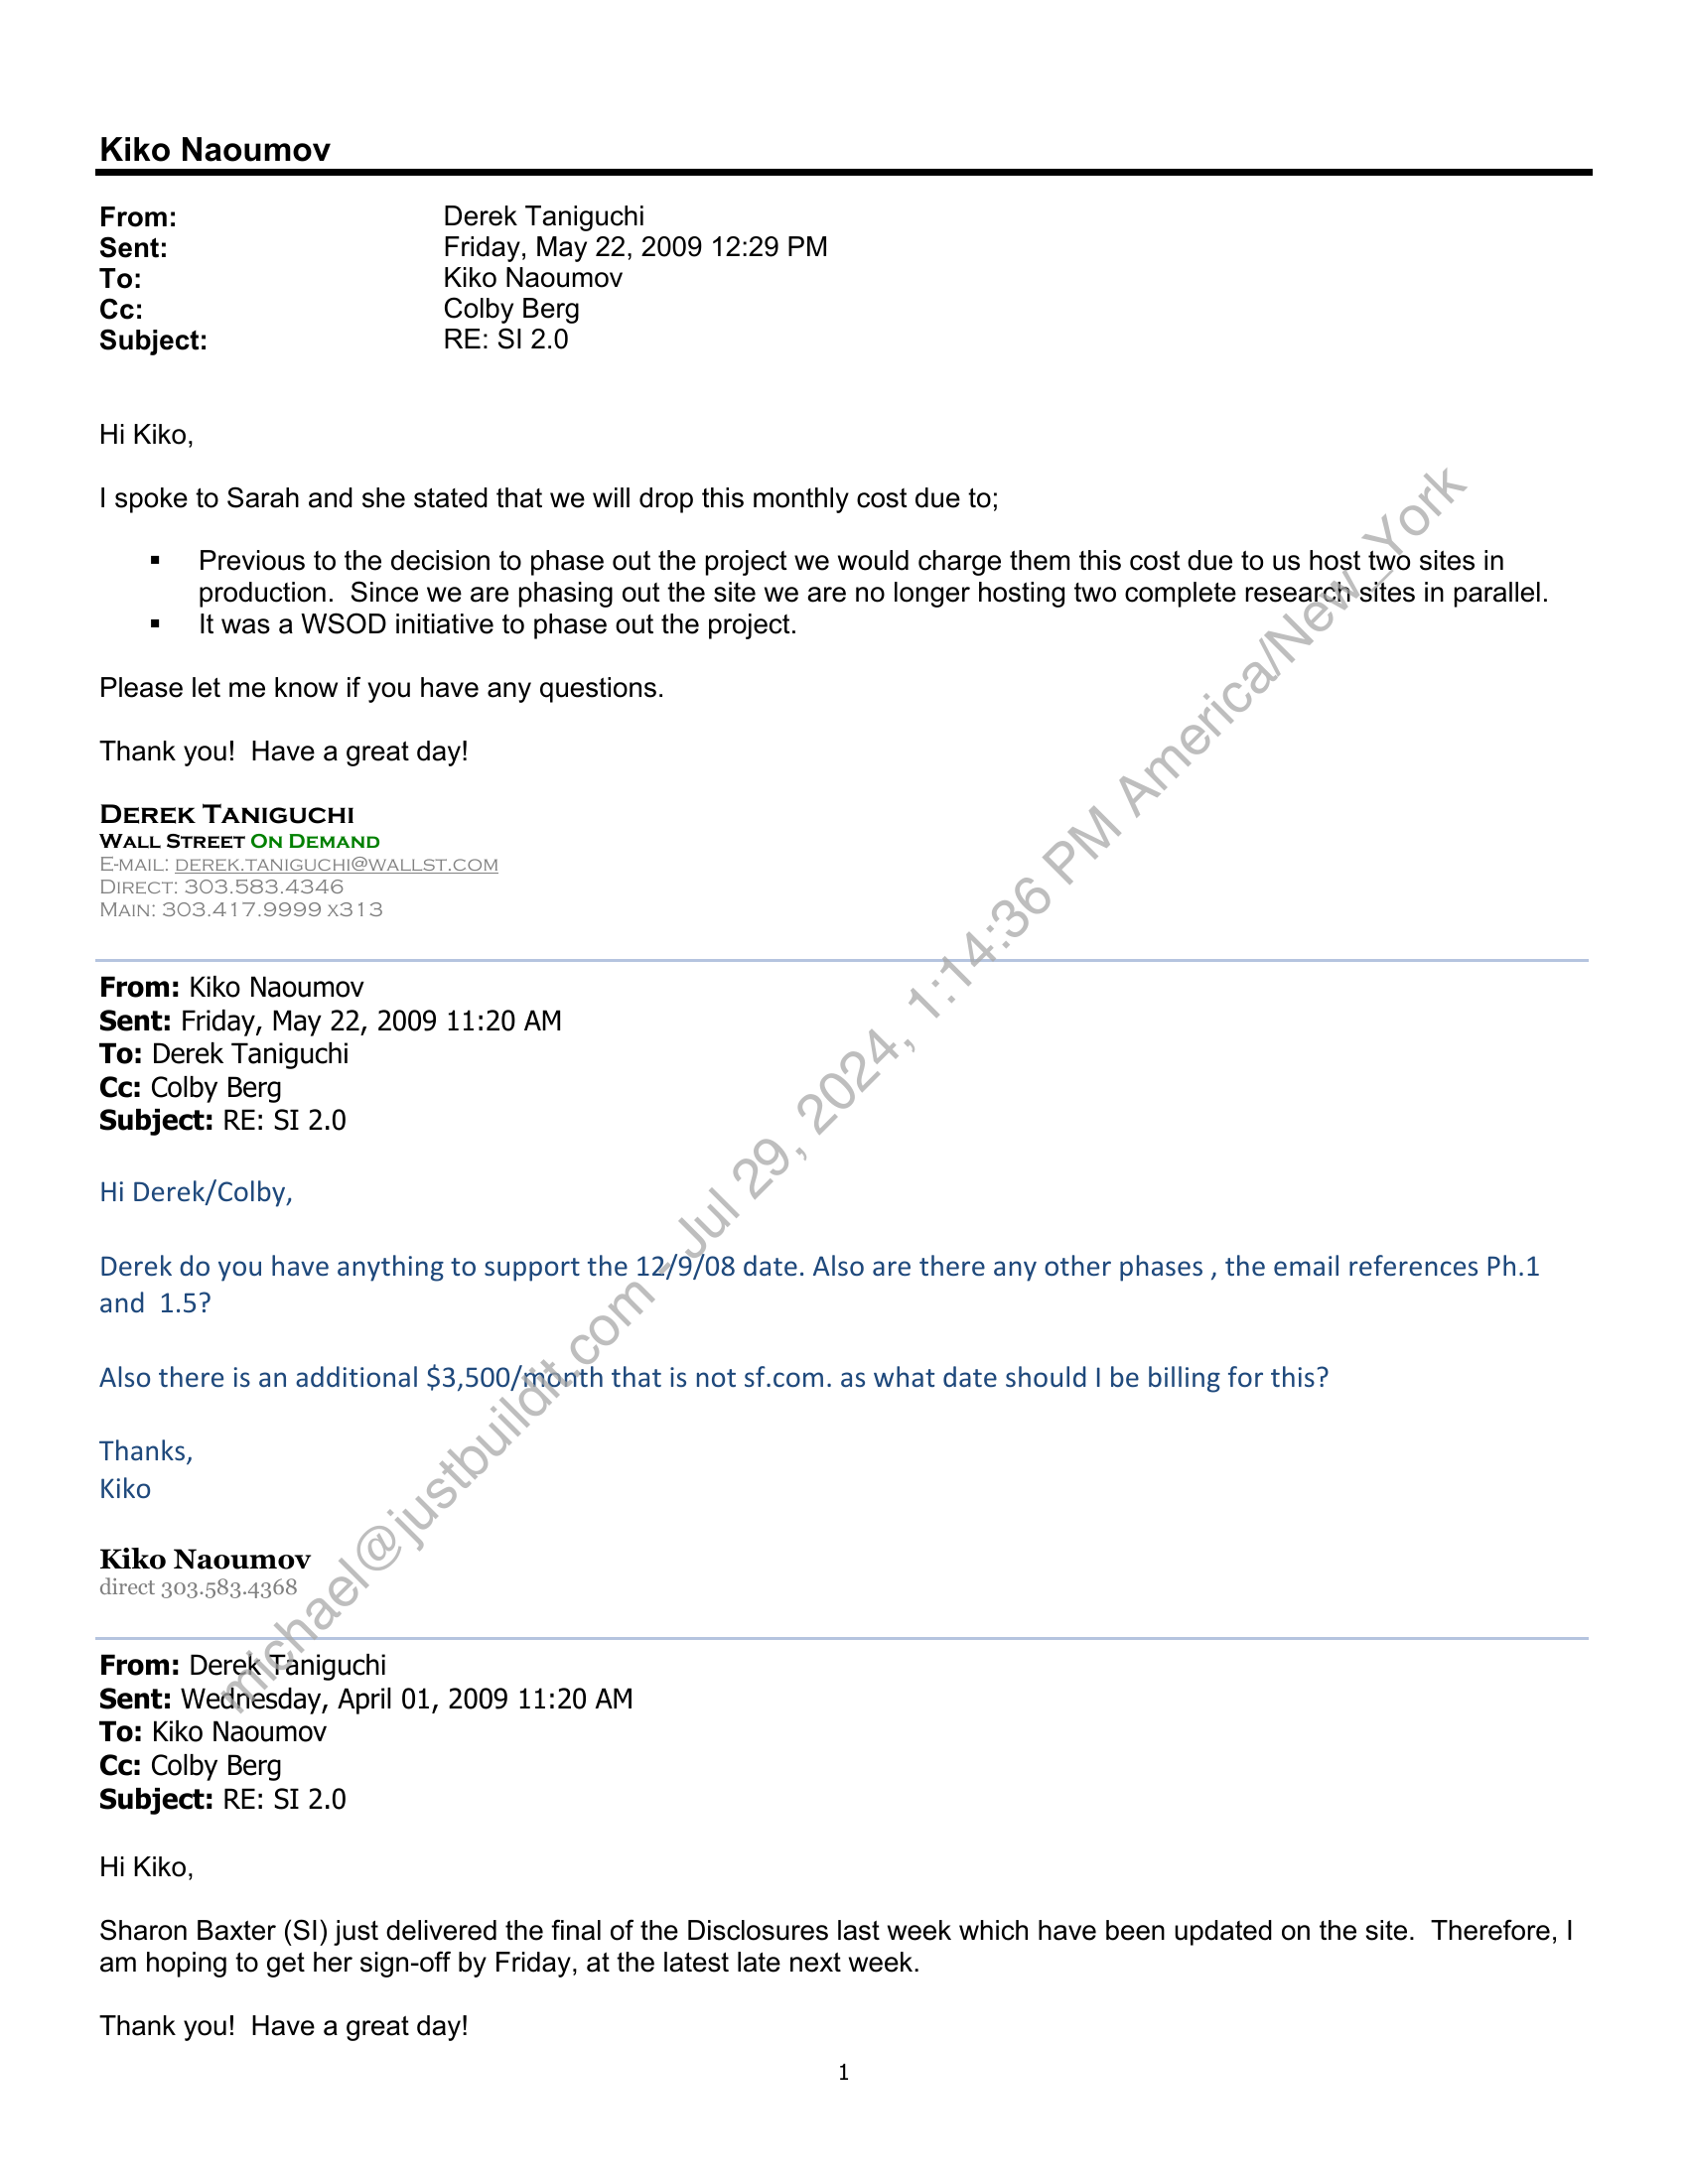 Kiko Naoumov
From: Derek Taniguchi
Sent: Friday, May 22, 2009 12:29 PM
To: Kiko Naoumov
Cc: Colby Berg
Subject: RE: SI 2.0
Hi Kiko,
I spoke to Sarah and she stated that we will drop this monthly cost due to;
▪ Previous to the decision to phase out the project we would charge them this cost due to us host two sites in
production.  Since we are phasing out the site we are no longer hosting two complete research sites in parallel.
▪ It was a WSOD initiative to phase out the project.
Please let me know if you have any questions.
Thank you!  Have a great day!
DEREK TANIGUCHI
WALL STREET ON DEMAND
E-MAIL: DEREK.TANIGUCHI@WALLST.COM
DIRECT: 303.583.4346
MAIN: 303.417.9999 X313
From: Kiko Naoumov
Sent: Friday, May 22, 2009 11:20 AM
To: Derek Taniguchi
Cc: Colby Berg
Subject: RE: SI 2.0
Hi Derek/Colby,
Derek do you have anything to support the 12/9/08 date. Also are there any other phases , the email references Ph.1
and  1.5?
Also there is an additional $3,500/month that is not sf.com. as what date should I be billing for this?
Thanks,
Kiko
Kiko Naoumov
direct 303.583.4368
From: Derek Taniguchi
Sent: Wednesday, April 01, 2009 11:20 AM
To: Kiko Naoumov
Cc: Colby Berg
Subject: RE: SI 2.0
Hi Kiko,
Sharon Baxter (SI) just delivered the final of the Disclosures last week which have been updated on the site.  Therefore, I
am hoping to get her sign-off by Friday, at the latest late next week.
Thank you!  Have a great day!
1
michael@justbuildit.com - Jul 29, 2024, 1:14:36 PM America/New_York